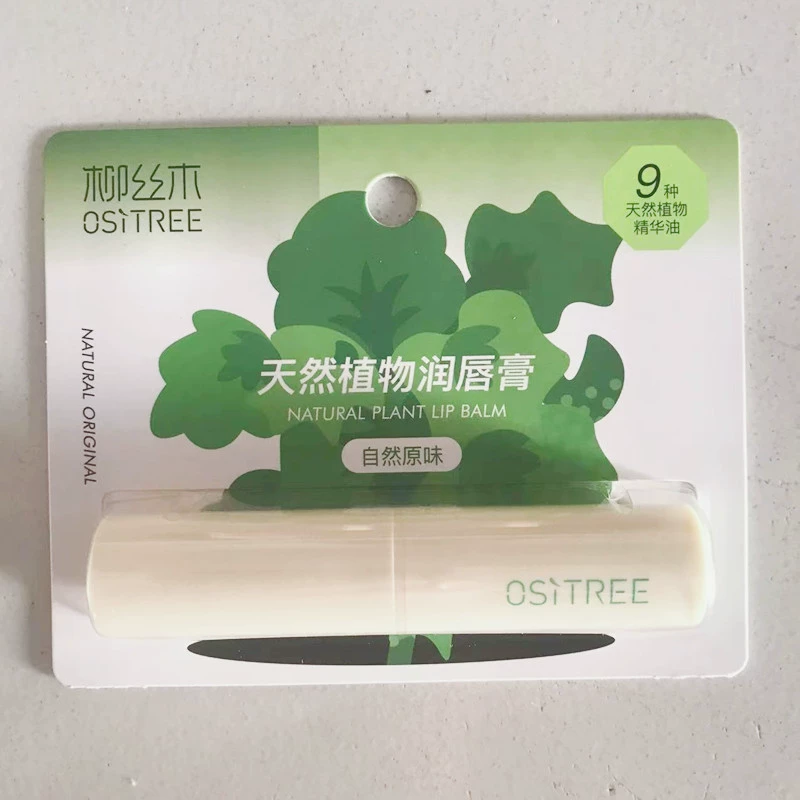 柳丝木
OSiTREE
9种
天然植物
精华油
NATURAL ORIGINAL
天然植物润唇膏
NATURAL PLANT LIP BALM
自然原味
OSiTREE